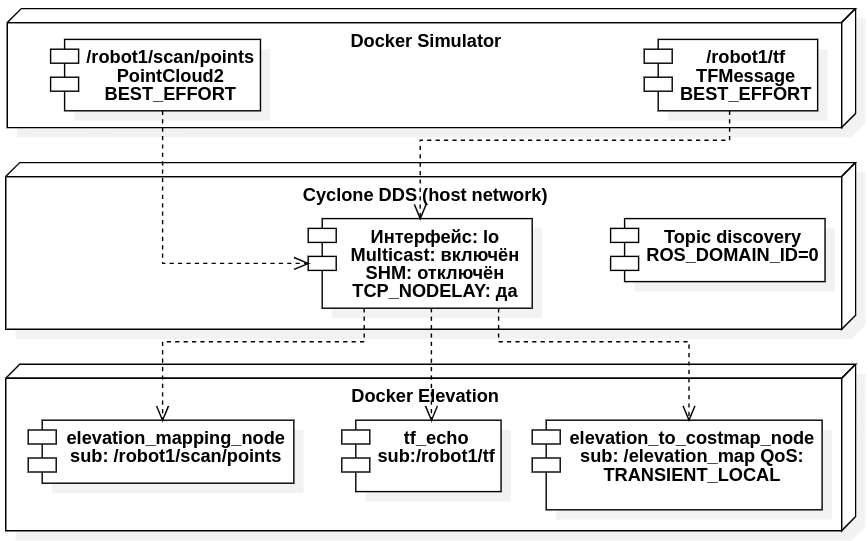 Docker Simulator
/robot1/scan/points
PointCloud2
BEST_EFFORT
/robot1/tf
TFMessage
BEST_EFFORT
Cyclone DDS (host network)
Интерфейс: lo
Multicast: включён
SHM: отключён
TCP_NODELAY: да
Topic discovery
ROS_DOMAIN_ID=0
Docker Elevation
elevation_mapping_node
sub: /robot1/scan/points
tf_echo
sub:/robot1/tf
elevation_to_costmap_node
sub: /elevation_map QoS:
TRANSIENT_LOCAL